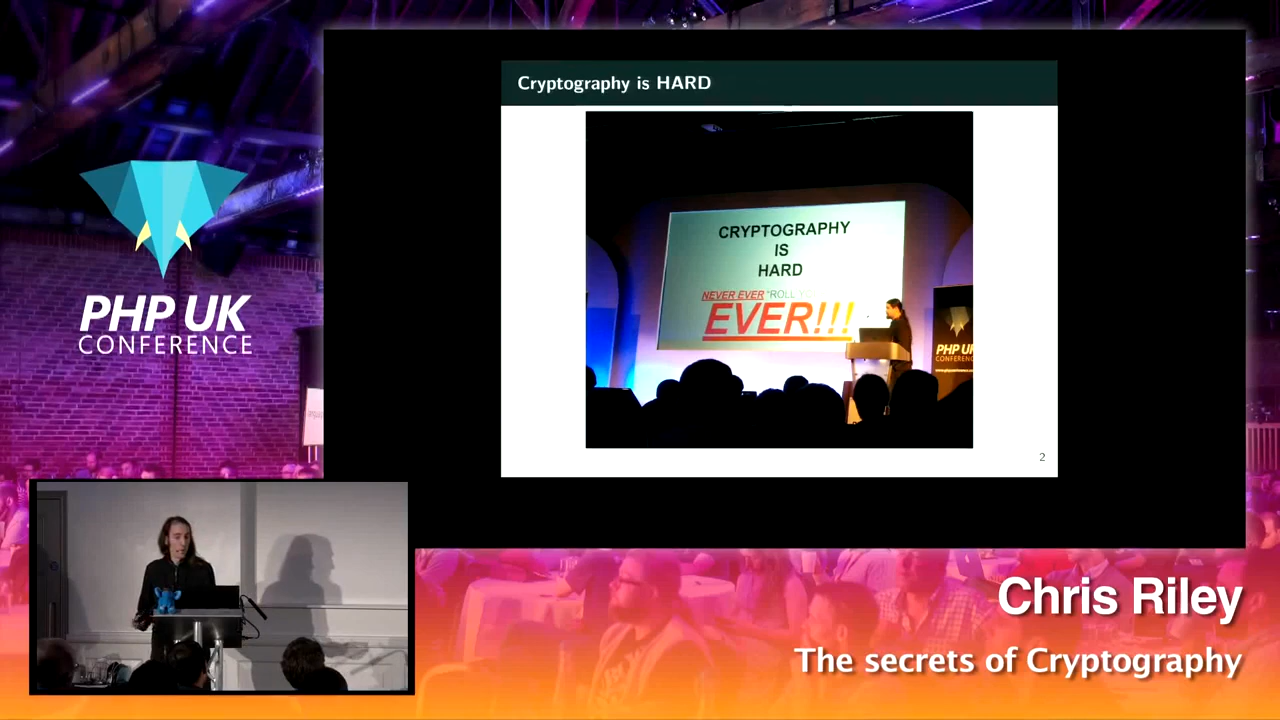 Cryptography is HARD
CRYPTOGRAPHY
IS
HARD
NEVER EVER "ROLL
EVER!!!
PHP UK
CONFERENCE
2
PHP UK
CONFERENCE
Chris Riley
The secrets of Cryptography